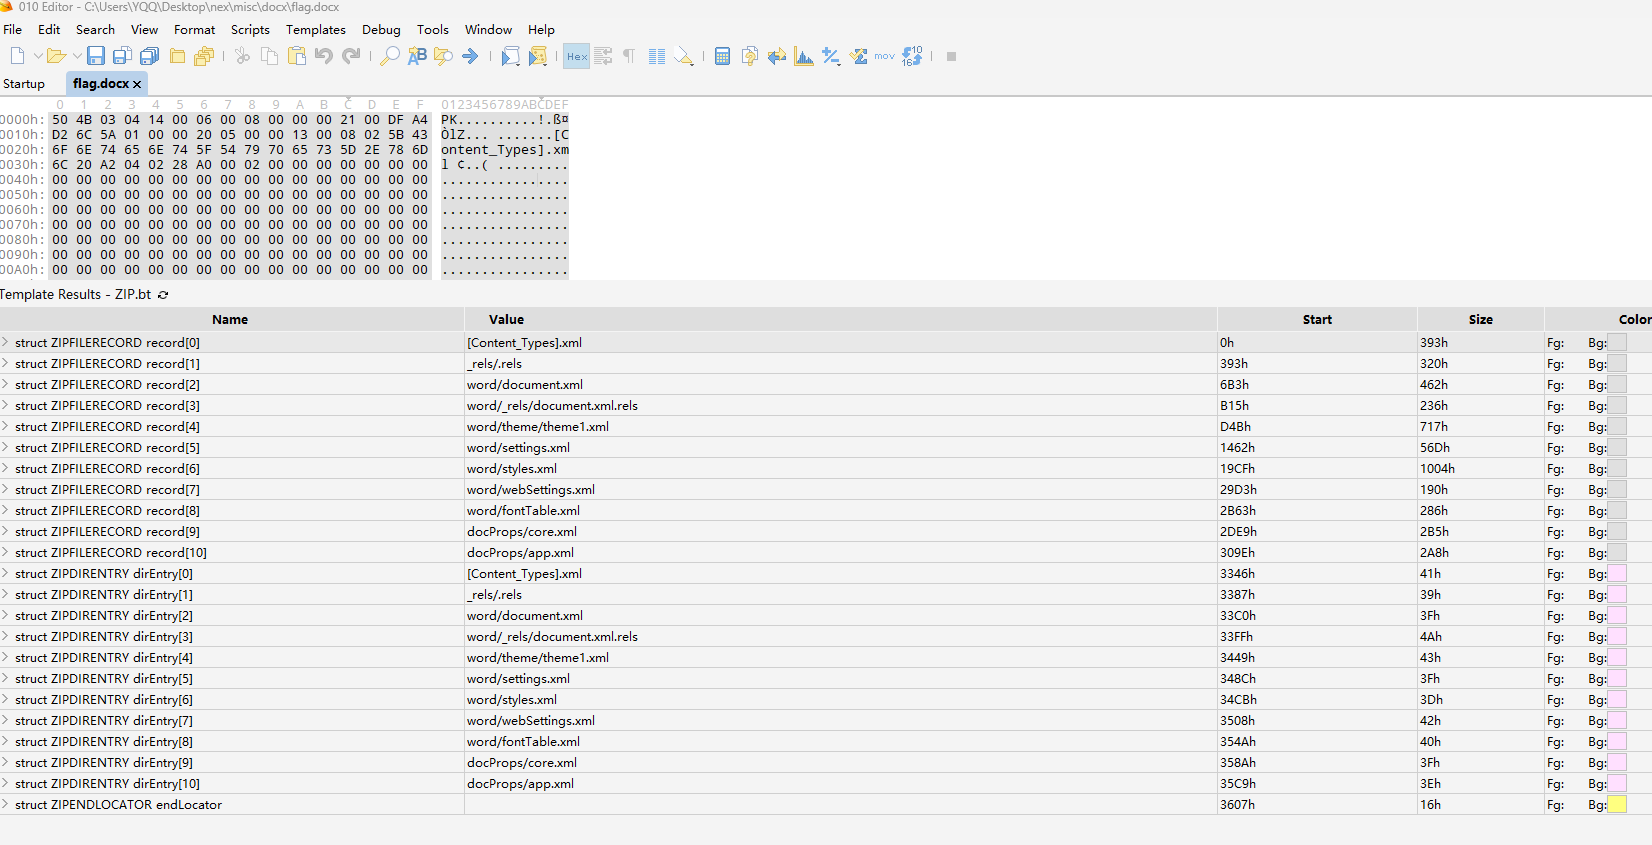 010 Editor - C:\Users\YQQ\Desktop\nex\misc\docx\flag.docx
File Edit Search View Format Scripts Templates Debug Tools Window Help
Hex mov
Startup flag.docx ×
0 1 2 3 4 5 6 7 8 9 A B C D E F 0123456789ABCDEF
0000h: 50 4B 03 04 14 00 06 00 08 00 00 00 21 00 DF A4 PK..........!.ß¤
0010h: D2 6C 5A 01 00 00 20 05 00 00 13 00 08 02 5B 43 ÒlZ... .......[C
0020h: 6F 6E 74 65 6E 74 5F 54 79 70 65 73 5D 2E 78 6D ontent_Types].xm
0030h: 6C 20 A2 04 02 28 A0 00 02 00 00 00 00 00 00 00 l ¢..( .........
0040h: 00 00 00 00 00 00 00 00 00 00 00 00 00 00 00 00 ................
0050h: 00 00 00 00 00 00 00 00 00 00 00 00 00 00 00 00 ................
0060h: 00 00 00 00 00 00 00 00 00 00 00 00 00 00 00 00 ................
0070h: 00 00 00 00 00 00 00 00 00 00 00 00 00 00 00 00 ................
0080h: 00 00 00 00 00 00 00 00 00 00 00 00 00 00 00 00 ................
0090h: 00 00 00 00 00 00 00 00 00 00 00 00 00 00 00 00 ................
00A0h: 00 00 00 00 00 00 00 00 00 00 00 00 00 00 00 00 ................
Template Results - ZIP.bt
Name Value Start Size Color
struct ZIPFILERECORD record[0] [Content_Types].xml 0h 393h Fg: Bg:
struct ZIPFILERECORD record[1] _rels/.rels 393h 320h Fg: Bg:
struct ZIPFILERECORD record[2] word/document.xml 6B3h 462h Fg: Bg:
struct ZIPFILERECORD record[3] word/_rels/document.xml.rels B15h 236h Fg: Bg:
struct ZIPFILERECORD record[4] word/theme/theme1.xml D4Bh 717h Fg: Bg:
struct ZIPFILERECORD record[5] word/settings.xml 1462h 56Dh Fg: Bg:
struct ZIPFILERECORD record[6] word/styles.xml 19CFh 1004h Fg: Bg:
struct ZIPFILERECORD record[7] word/webSettings.xml 29D3h 190h Fg: Bg:
struct ZIPFILERECORD record[8] word/fontTable.xml 2B63h 286h Fg: Bg:
struct ZIPFILERECORD record[9] docProps/core.xml 2DE9h 2B5h Fg: Bg:
struct ZIPFILERECORD record[10] docProps/app.xml 309Eh 2A8h Fg: Bg:
struct ZIPDIRENTRY dirEntry[0] [Content_Types].xml 3346h 41h Fg: Bg:
struct ZIPDIRENTRY dirEntry[1] _rels/.rels 3387h 39h Fg: Bg:
struct ZIPDIRENTRY dirEntry[2] word/document.xml 33C0h 3Fh Fg: Bg:
struct ZIPDIRENTRY dirEntry[3] word/_rels/document.xml.rels 33FFh 4Ah Fg: Bg:
struct ZIPDIRENTRY dirEntry[4] word/theme/theme1.xml 3449h 43h Fg: Bg:
struct ZIPDIRENTRY dirEntry[5] word/settings.xml 348Ch 3Fh Fg: Bg:
struct ZIPDIRENTRY dirEntry[6] word/styles.xml 34CBh 3Dh Fg: Bg:
struct ZIPDIRENTRY dirEntry[7] word/webSettings.xml 3508h 42h Fg: Bg:
struct ZIPDIRENTRY dirEntry[8] word/fontTable.xml 354Ah 40h Fg: Bg:
struct ZIPDIRENTRY dirEntry[9] docProps/core.xml 358Ah 3Fh Fg: Bg:
struct ZIPDIRENTRY dirEntry[10] docProps/app.xml 35C9h 3Eh Fg: Bg:
struct ZIPENDLOCATOR endLocator 3607h 16h Fg: Bg: